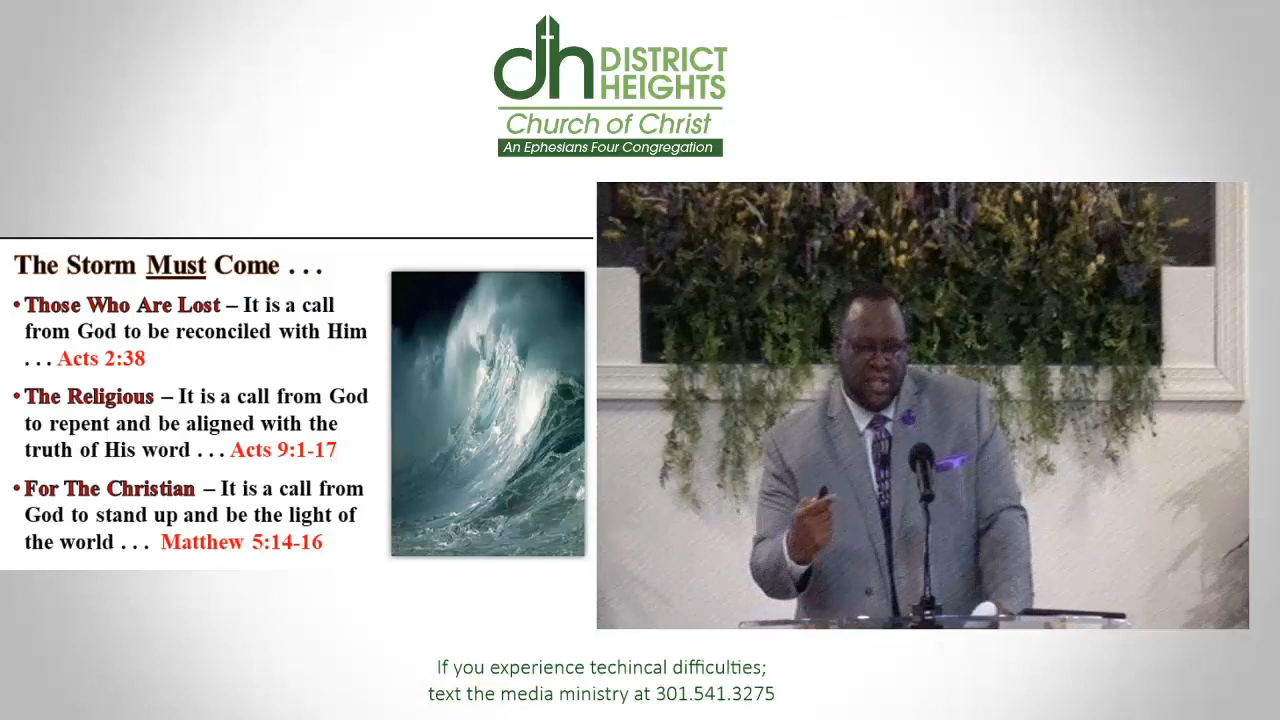 dh DISTRICT
HEIGHTS
Church of Christ
An Ephesians Four Congregation
The Storm Must Come . . .
• Those Who Are Lost – It is a call
from God to be reconciled with Him
. . . Acts 2:38
• The Religious – It is a call from God
to repent and be aligned with the
truth of His word . . . Acts 9:1-17
• For The Christian – It is a call from
God to stand up and be the light of
the world . . . Matthew 5:14-16
If you experience techincal difficulties;
text the media ministry at 301.541.3275